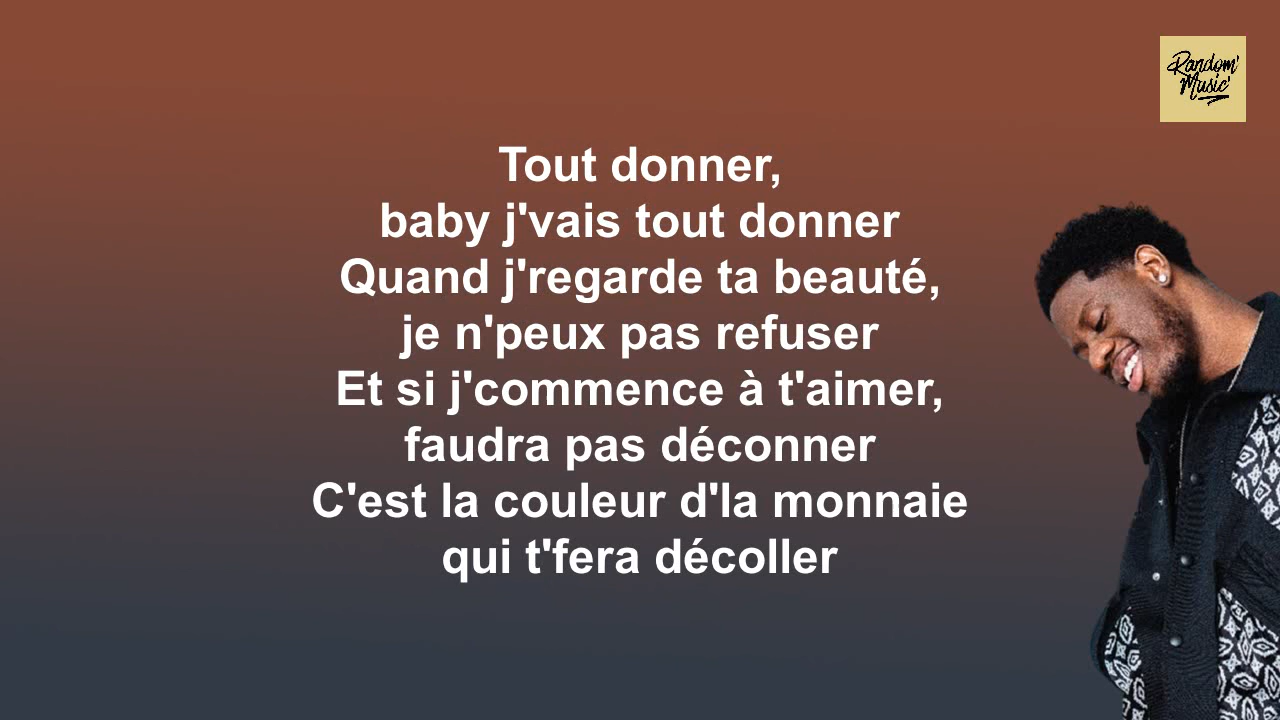 Random'
Music'
Tout donner,
baby j'vais tout donner
Quand j'regarde ta beauté,
je n'peux pas refuser
Et si j'commence à t'aimer,
faudra pas déconner
C'est la couleur d'la monnaie
qui t'fera décoller